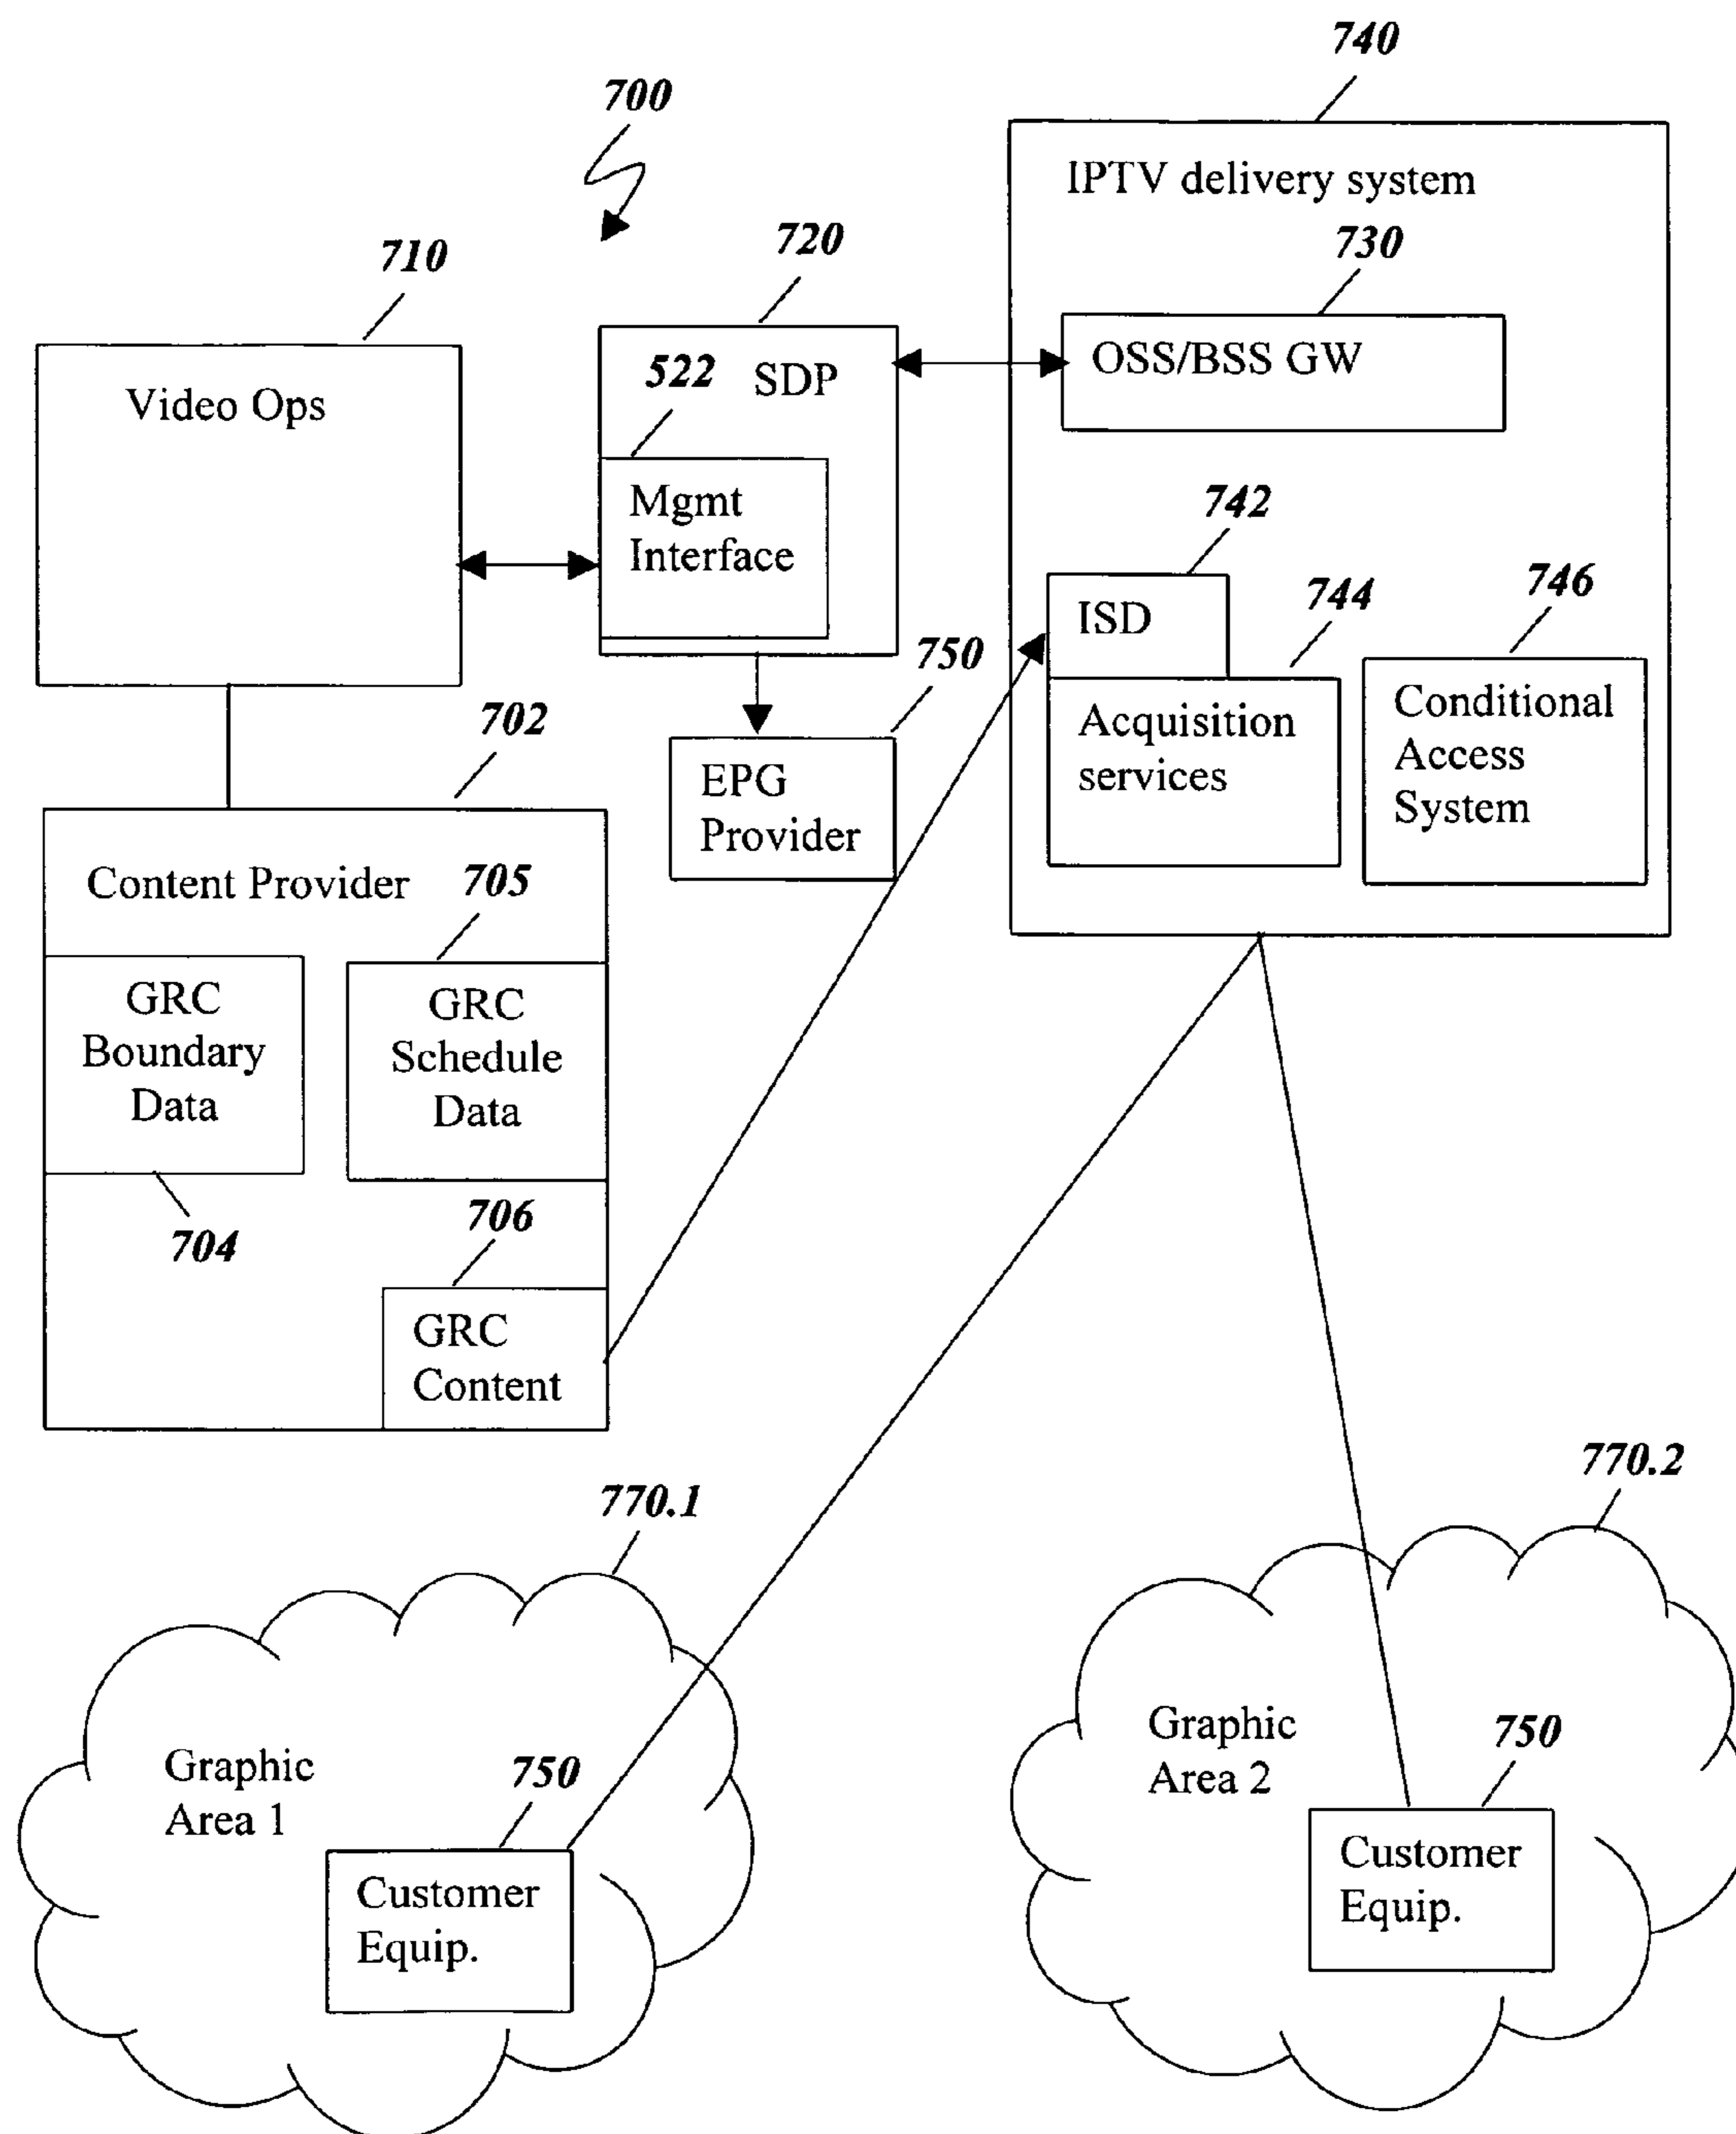 740
700
IPTV delivery system
720
730
710
522
SDP
OSS/BSS GW
Video Ops
Mgmt
Interface
742
746
744
ISD
750
Conditional
Access
System
702
Acquisition
services
EPG
Provider
Content Provider
705
GRC
Boundary
Data
GRC
Schedule
Data
706
704
GRC
Content
770.1
770.2
Graphic
Area 1
750
Customer
Equip.
Graphic
Area 2
750
Customer
Equip.